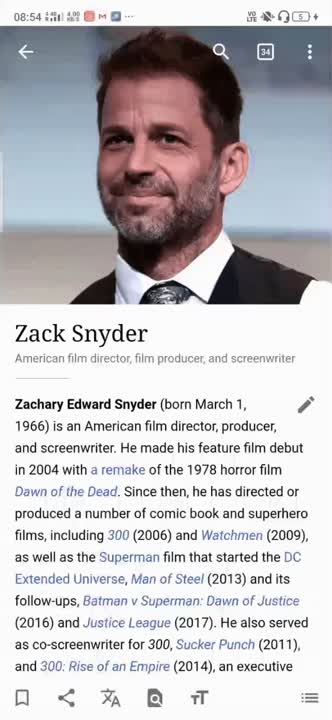 08:54
VO
LTE
5
34
Zack Snyder
American film director, film producer, and screenwriter
Zachary Edward Snyder (born March 1,
1966) is an American film director, producer,
and screenwriter. He made his feature film debut
in 2004 with a remake of the 1978 horror film
Dawn of the Dead. Since then, he has directed or
produced a number of comic book and superhero
films, including 300 (2006) and Watchmen (2009),
as well as the Superman film that started the DC
Extended Universe, Man of Steel (2013) and its
follow-ups, Batman v Superman: Dawn of Justice
(2016) and Justice League (2017). He also served
as co-screenwriter for 300, Sucker Punch (2011),
and 300: Rise of an Empire (2014), an executive